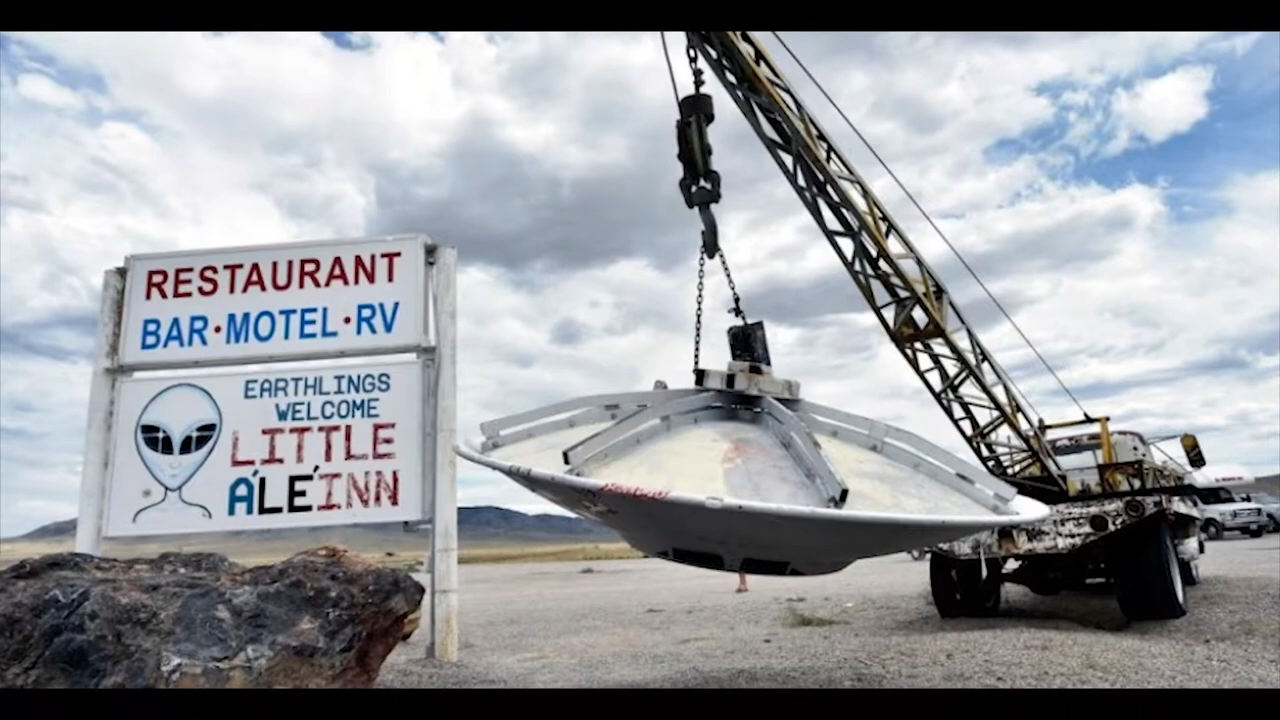 RESTAURANT
BAR·MOTEL·RV
EARTHLINGS
WELCOME
LITTLE
A'LE'INN